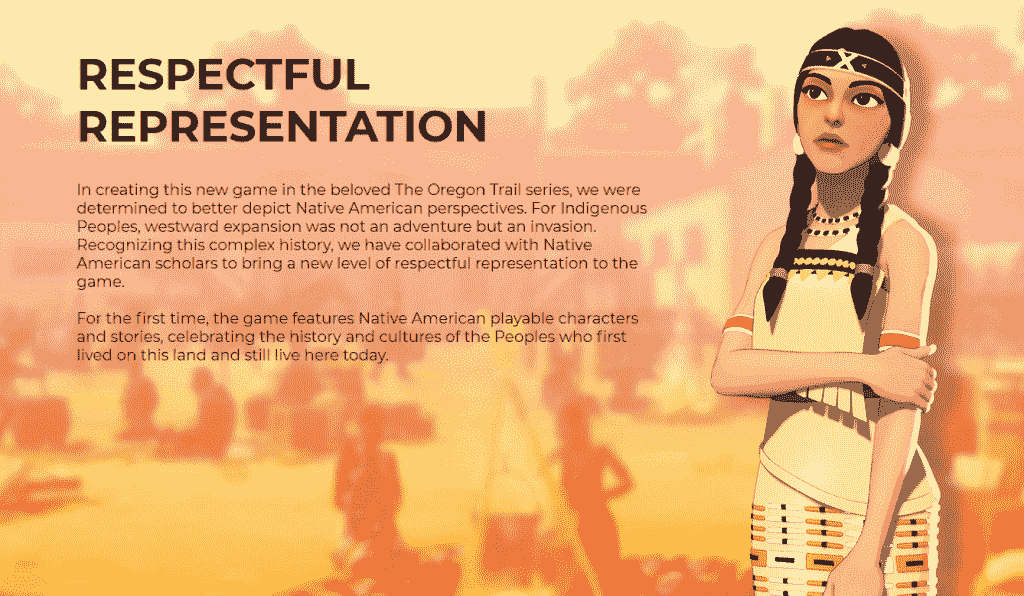 RESPECTFUL
REPRESENTATION
In creating this new game in the beloved The Oregon Trail series, we were
determined to better depict Native American perspectives. For Indigenous
Peoples, westward expansion was not an adventure but an invasion.
Recognizing this complex history, we have collaborated with Native
American scholars to bring a new level of respectful representation to the
game.
For the first time, the game features Native American playable characters
and stories, celebrating the history and cultures of the Peoples who first
lived on this land and still live here today.